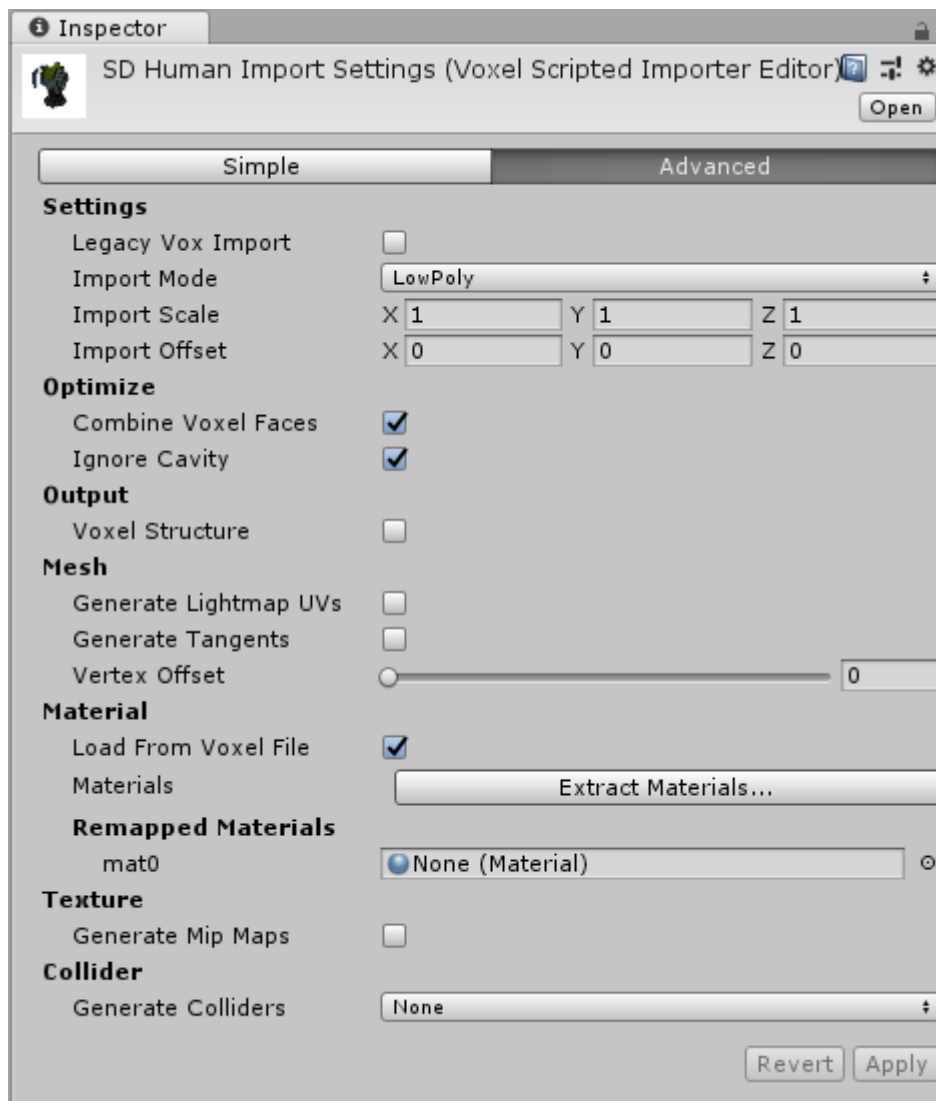 Inspector
SD Human Import Settings (Voxel Scripted Importer Editor)
Open
Simple Advanced
Settings
Legacy Vox Import
Import Mode LowPoly
Import Scale X 1 Y 1 Z 1
Import Offset X 0 Y 0 Z 0
Optimize
Combine Voxel Faces
Ignore Cavity
Output
Voxel Structure
Mesh
Generate Lightmap UVs
Generate Tangents
Vertex Offset 0
Material
Load From Voxel File
Materials Extract Materials...
Remapped Materials
mat0 None (Material)
Texture
Generate Mip Maps
Collider
Generate Colliders None
Revert Apply